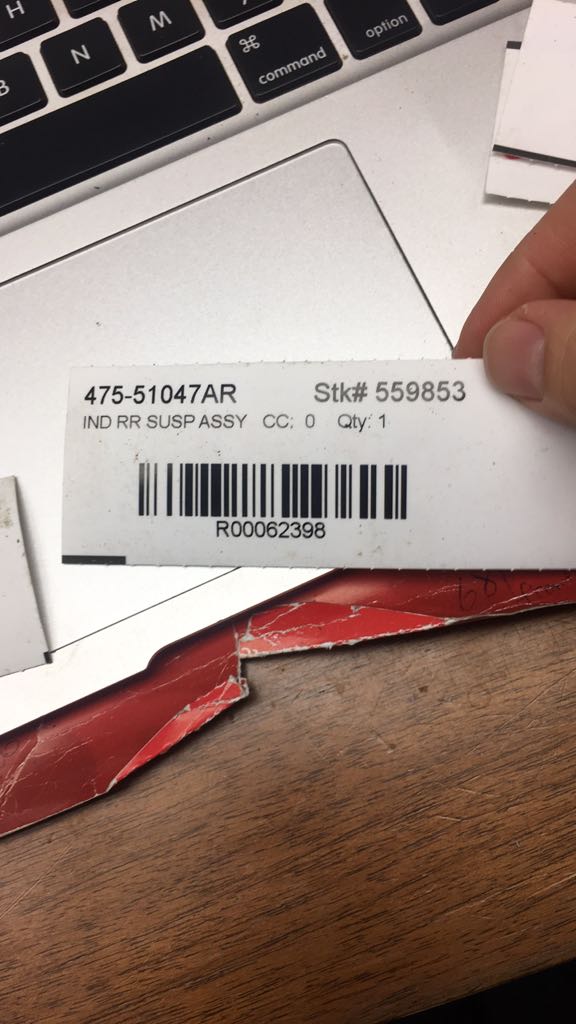 H
B
N
M
⌘
command
option
475-51047AR Stk# 559853
IND RR SUSP ASSY CC: 0 Qty: 1
R00062398